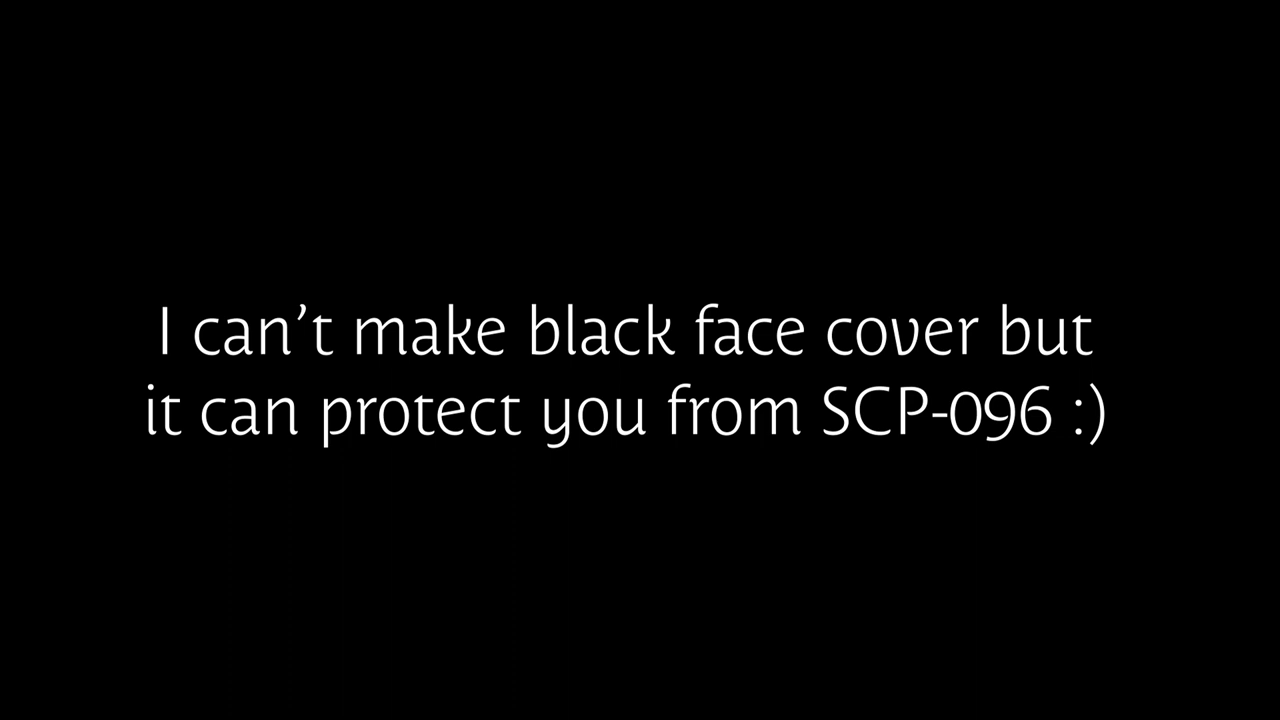 I can’t make black face cover but
it can protect you from SCP-096 :)